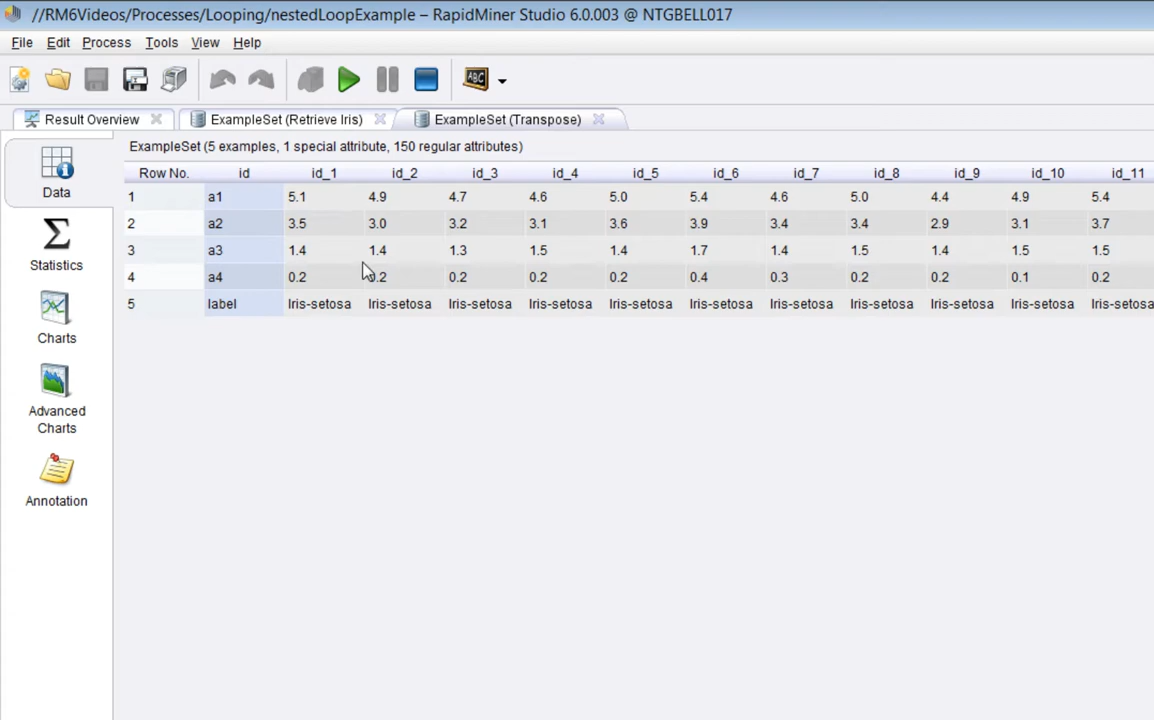 //RM6Videos/Processes/Looping/nestedLoopExample – RapidMiner Studio 6.0.003 @ NTGBELL017
File Edit Process Tools View Help
ABC
Result Overview ExampleSet (Retrieve Iris) ExampleSet (Transpose)
Data
Statistics
Charts
Advanced
Charts
Annotation
ExampleSet (5 examples, 1 special attribute, 150 regular attributes)
Row No. id id_1 id_2 id_3 id_4 id_5 id_6 id_7 id_8 id_9 id_10 id_11
1 a1 5.1 4.9 4.7 4.6 5.0 5.4 4.6 5.0 4.4 4.9 5.4
2 a2 3.5 3.0 3.2 3.1 3.6 3.9 3.4 3.4 2.9 3.1 3.7
3 a3 1.4 1.4 1.3 1.5 1.4 1.7 1.4 1.5 1.4 1.5 1.5
4 a4 0.2 0.2 0.2 0.2 0.2 0.4 0.3 0.2 0.2 0.1 0.2
5 label Iris-setosa Iris-setosa Iris-setosa Iris-setosa Iris-setosa Iris-setosa Iris-setosa Iris-setosa Iris-setosa Iris-setosa Iris-setosa